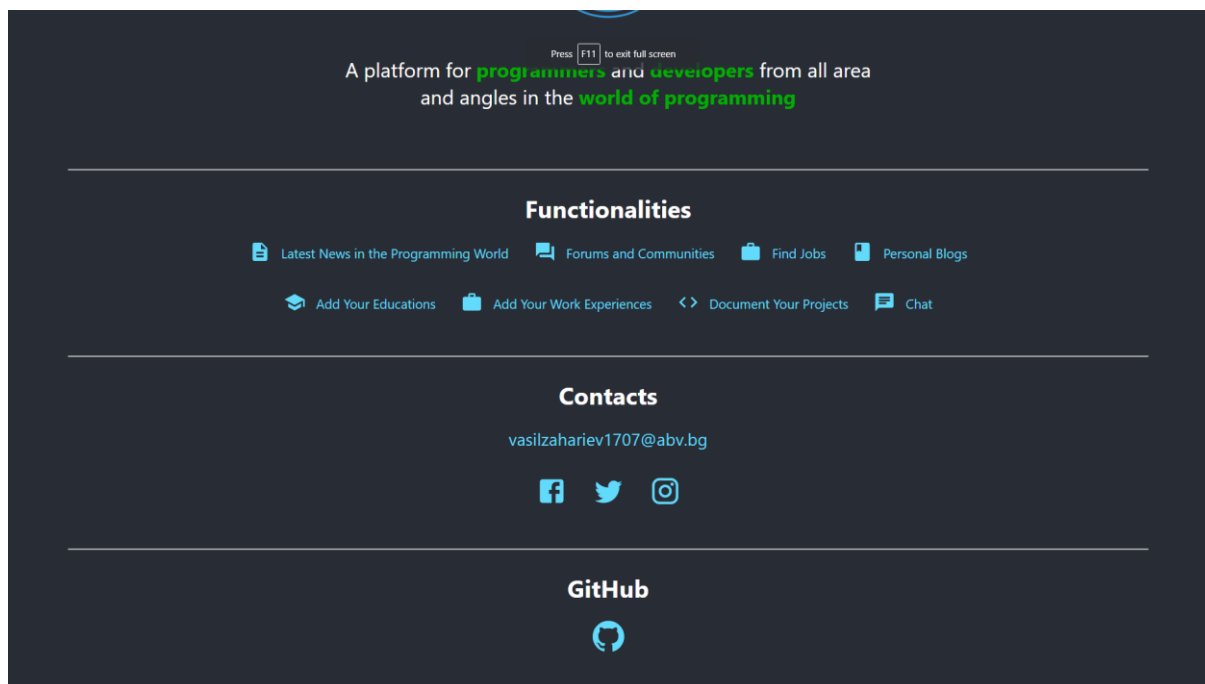 Press F11 to exit full screen
A platform for programmers and developers from all area
and angles in the world of programming
Functionalities
Latest News in the Programming World Forums and Communities Find Jobs Personal Blogs
Add Your Educations Add Your Work Experiences Document Your Projects Chat
Contacts
vasilzahariev1707@abv.bg
GitHub